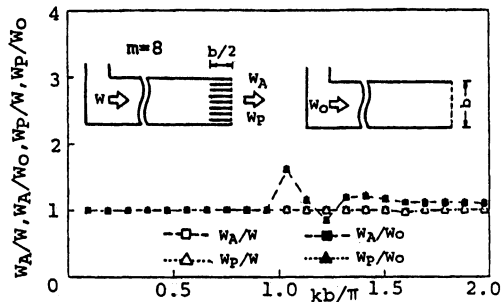 4
3
2
1
0
W_A/W, W_A/W_O, W_P/W, W_P/W_O
m=8
b/2
W
W_A
W_P
W_O
b
W_A/W
W_A/W_O
W_P/W
W_P/W_O
0.5
1.0
1.5
2.0
kb/π